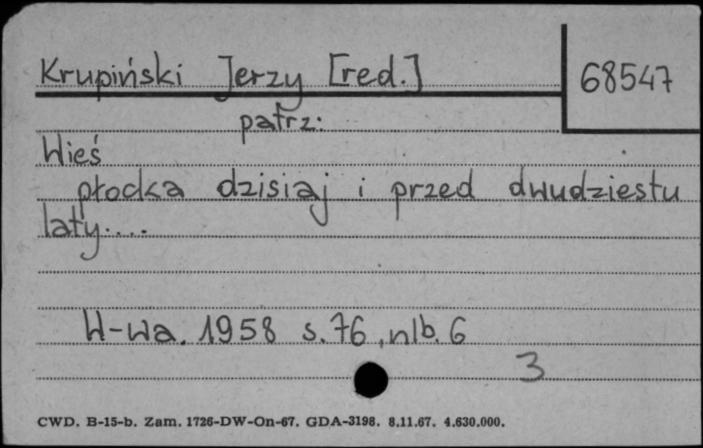 Krupiński Jerzy [red.]
68547
patrz:
Wieś
płocka dzisiaj i przed dwudziestu
laty....
W-wa. 1958 s. 76, nlb. 6
3
CWD. B-15-b. Zam. 1726-DW-On-67. GDA-3198. 8.11.67. 4.630.000.